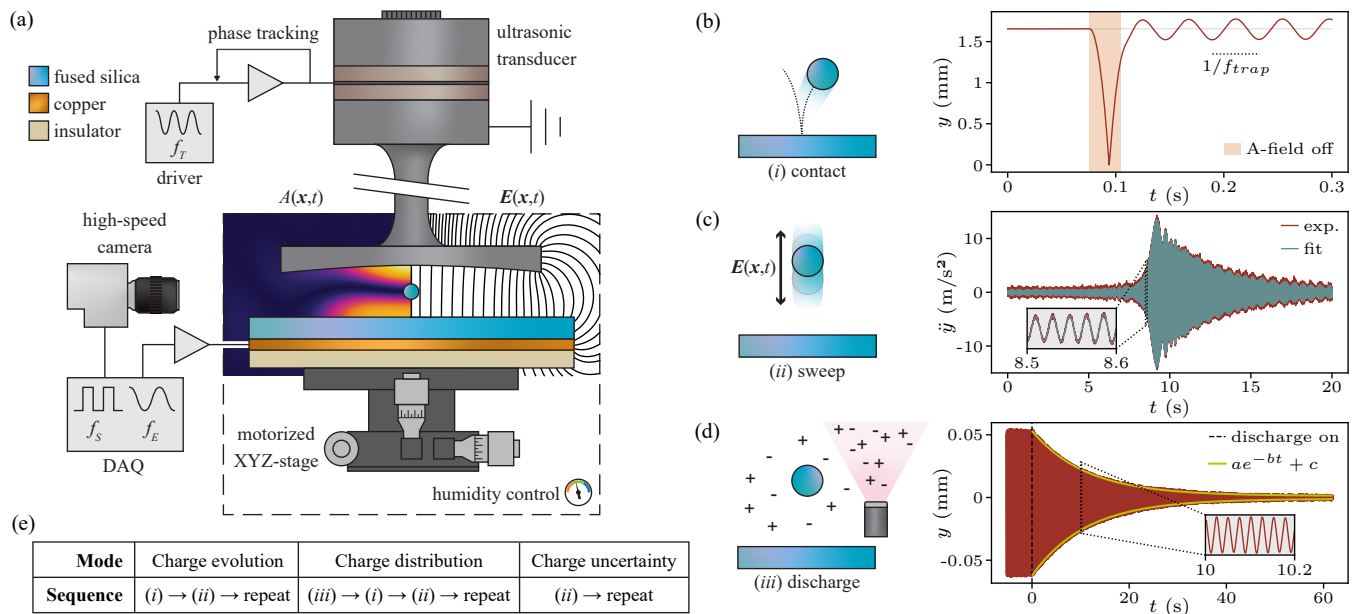 (a)
phase tracking
ultrasonic
transducer
fused silica
copper
insulator
f_T
driver
A(x,t)
E(x,t)
high-speed
camera
f_S
f_E
DAQ
motorized
XYZ-stage
humidity control
(b)
(i) contact
y (mm)
1.5
1.0
0.5
0
1/f_trap
A-field off
0
0.1
0.2
0.3
t (s)
(c)
E(x,t)
(ii) sweep
ÿ (m/s²)
10
0
-10
exp.
fit
8.5
8.6
0
5
10
15
20
t (s)
(d)
+ - + + -
- + - +
+ - + +
+ - +
+ -
+ - +
- +
- +
+ -
(iii) discharge
y (mm)
0.05
0
-0.05
discharge on
ae^{-bt} + c
10
10.2
0
20
40
60
t (s)
(e)
Mode Charge evolution Charge distribution Charge uncertainty
Sequence (i) → (ii) → repeat (iii) → (i) → (ii) → repeat (ii) → repeat